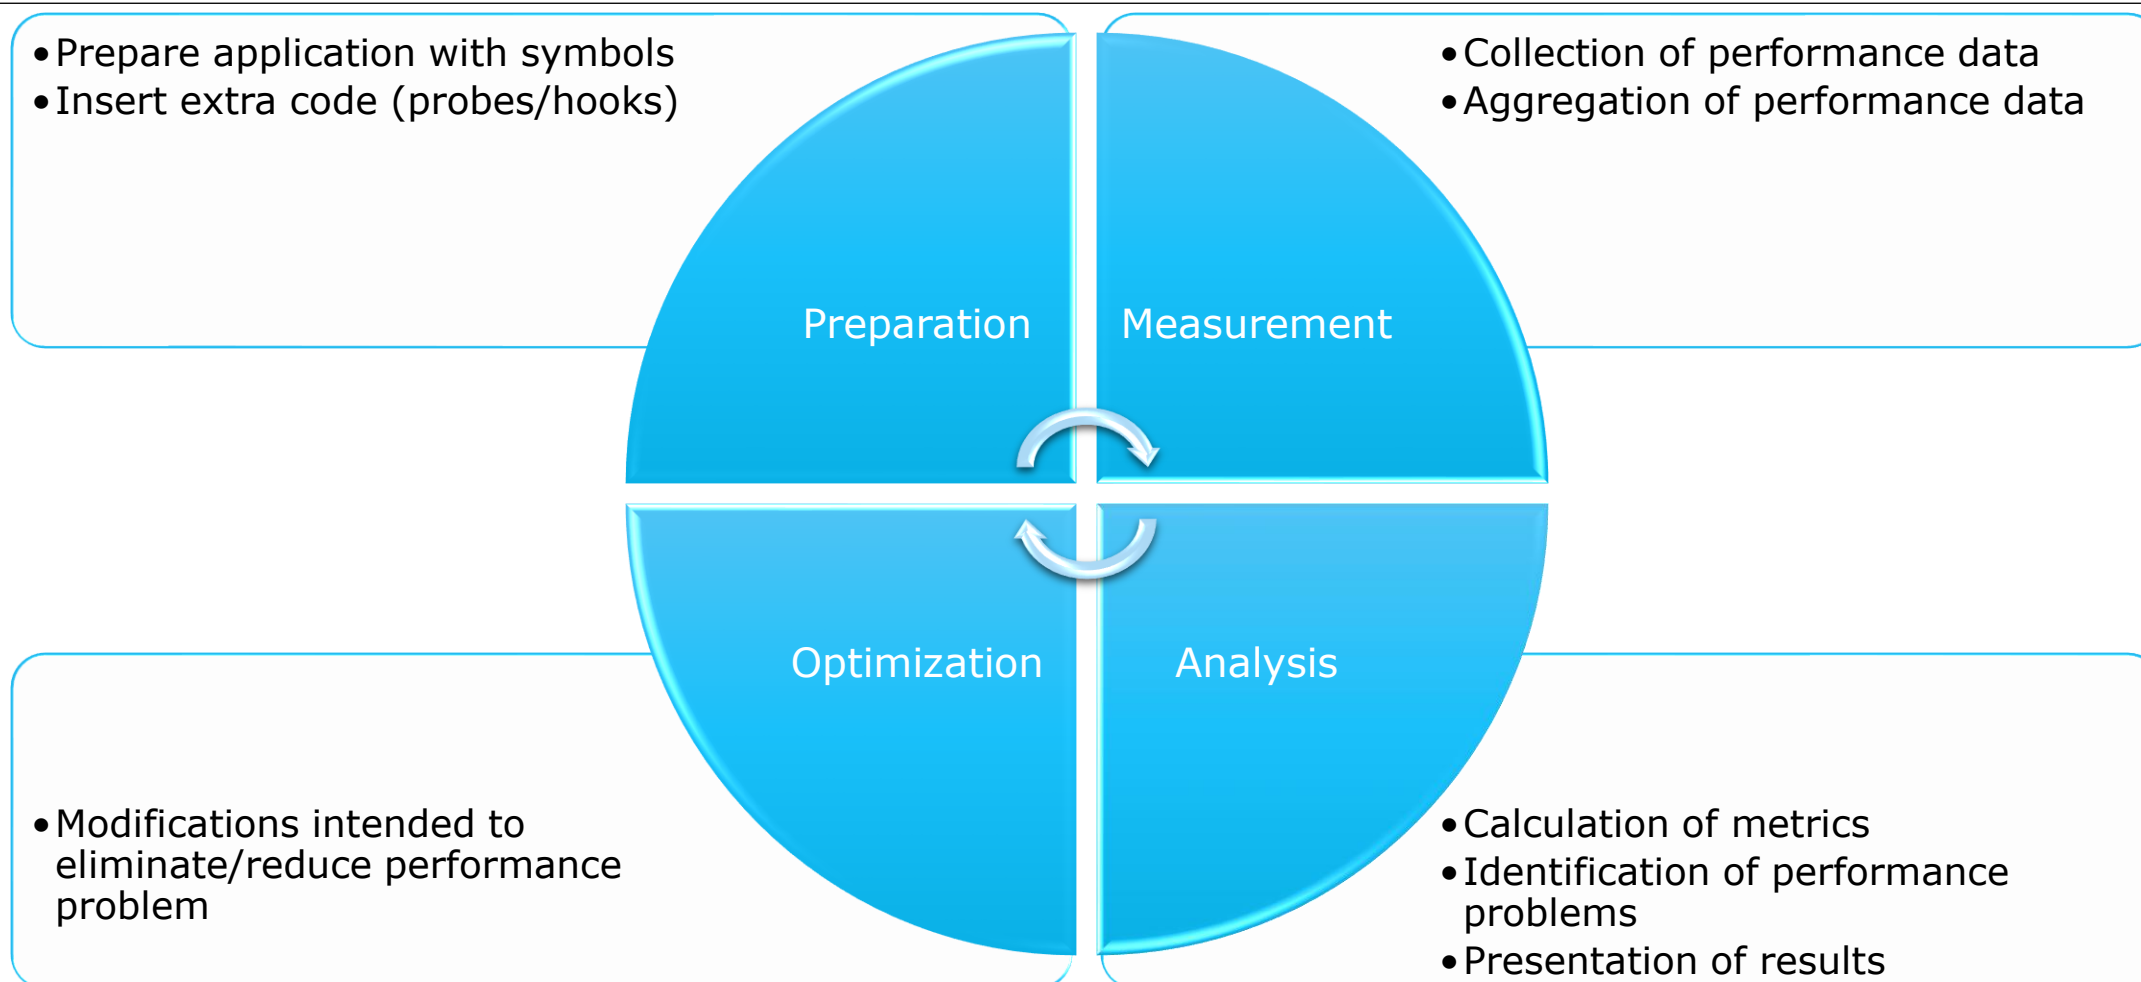 •Prepare application with symbols
•Insert extra code (probes/hooks)
•Collection of performance data
•Aggregation of performance data
Preparation
Measurement
Optimization
Analysis
•Modifications intended to
eliminate/reduce performance
problem
•Calculation of metrics
•Identification of performance
problems
•Presentation of results